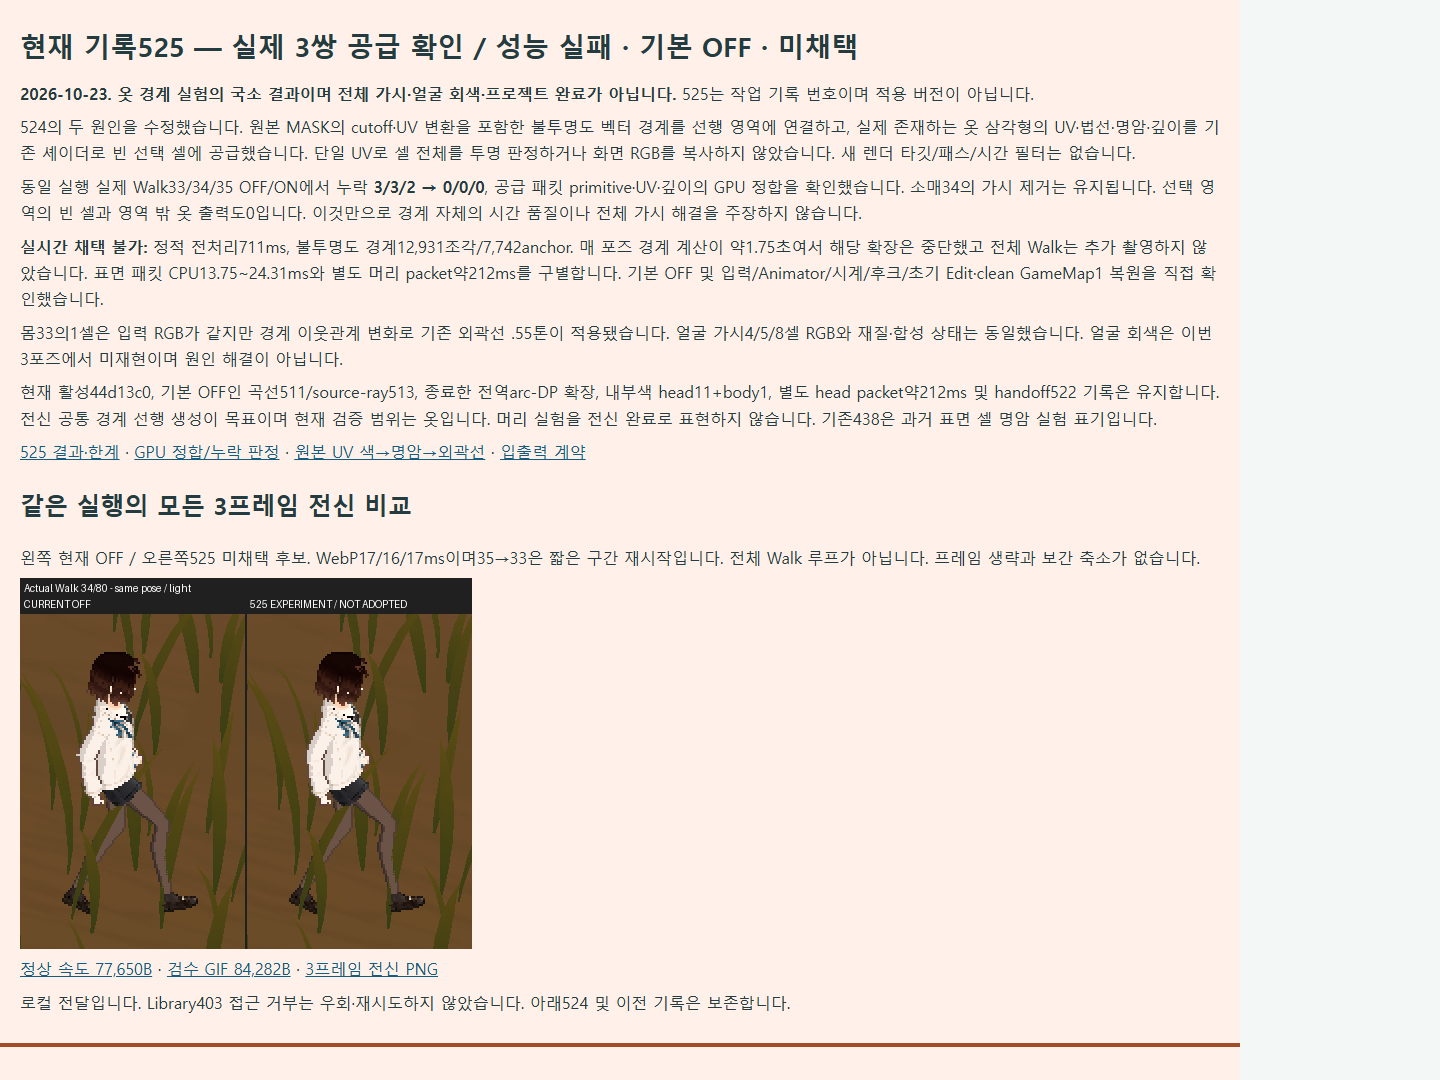 현재 기록525 — 실제 3쌍 공급 확인 / 성능 실패 · 기본 OFF · 미채택
2026-10-23. 옷 경계 실험의 국소 결과이며 전체 가시·얼굴 회색·프로젝트 완료가 아닙니다. 525는 작업 기록 번호이며 적용 버전이 아닙니다.
524의 두 원인을 수정했습니다. 원본 MASK의 cutoff·UV 변환을 포함한 불투명도 벡터 경계를 선행 영역에 연결하고, 실제 존재하는 옷 삼각형의 UV·법선·명암·깊이를 기
존 셰이더로 빈 선택 셀에 공급했습니다. 단일 UV로 셀 전체를 투명 판정하거나 화면 RGB를 복사하지 않았습니다. 새 렌더 타깃/패스/시간 필터는 없습니다.
동일 실행 실제 Walk33/34/35 OFF/ON에서 누락 3/3/2 → 0/0/0, 공급 패킷 primitive·UV·깊이의 GPU 정합을 확인했습니다. 소매34의 가시 제거는 유지됩니다. 선택 영
역의 빈 셀과 영역 밖 옷 출력도0입니다. 이것만으로 경계 자체의 시간 품질이나 전체 가시 해결을 주장하지 않습니다.
실시간 채택 불가: 정적 전처리711ms, 불투명도 경계12,931조각/7,742anchor. 매 포즈 경계 계산이 약1.75초여서 해당 확장은 중단했고 전체 Walk는 추가 촬영하지 않
았습니다. 표면 패킷 CPU13.75~24.31ms와 별도 머리 packet약212ms를 구별합니다. 기본 OFF 및 입력/Animator/시계/후크/초기 Edit·clean GameMap1 복원을 직접 확
인했습니다.
몸33의1셀은 입력 RGB가 같지만 경계 이웃관계 변화로 기존 외곽선 .55톤이 적용됐습니다. 얼굴 가시4/5/8셀 RGB와 재질·합성 상태는 동일했습니다. 얼굴 회색은 이번
3포즈에서 미재현이며 원인 해결이 아닙니다.
현재 활성44d13c0, 기본 OFF인 곡선511/source-ray513, 종료한 전역arc-DP 확장, 내부색 head11+body1, 별도 head packet약212ms 및 handoff522 기록은 유지합니다.
전신 공통 경계 선행 생성이 목표이며 현재 검증 범위는 옷입니다. 머리 실험을 전신 완료로 표현하지 않습니다. 기존438은 과거 표면 셀 명암 실험 표기입니다.
525 결과·한계 · GPU 정합/누락 판정 · 원본 UV 색→명암→외곽선 · 입출력 계약
같은 실행의 모든 3프레임 전신 비교
왼쪽 현재 OFF / 오른쪽525 미채택 후보. WebP17/16/17ms이며35→33은 짧은 구간 재시작입니다. 전체 Walk 루프가 아닙니다. 프레임 생략과 보간 축소가 없습니다.
Actual Walk 34/80 - same pose / light
CURRENT OFF
525 EXPERIMENT / NOT ADOPTED
정상 속도 77,650B · 검수 GIF 84,282B · 3프레임 전신 PNG
로컬 전달입니다. Library403 접근 거부는 우회·재시도하지 않았습니다. 아래524 및 이전 기록은 보존합니다.